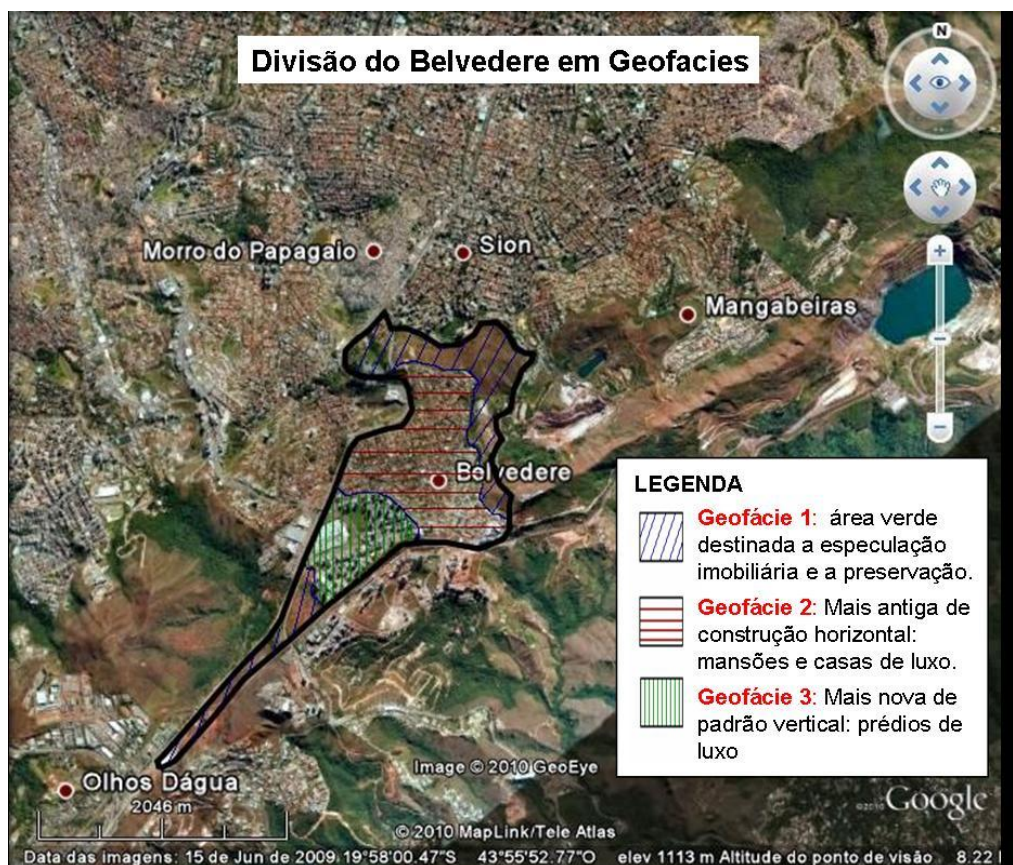 Divisão do Belvedere em Geofacies
N
Morro do Papagaio
Sion
Mangabeiras
Belvedere
LEGENDA
Geofácie 1: área verde
destinada a especulação
imobiliária e a preservação.
Geofácie 2: Mais antiga de
construção horizontal:
mansões e casas de luxo.
Geofácie 3: Mais nova de
padrão vertical: prédios de
luxo
Olhos Dágua
2046 m
Image © 2010 GeoEye
©2010 Google
© 2010 MapLink/Tele Atlas
Data das imagens: 15 de Jun de 2009 19°58'00.47"S 43°55'52.77"O elev 1113 m Altitude do ponto de visão 8.22